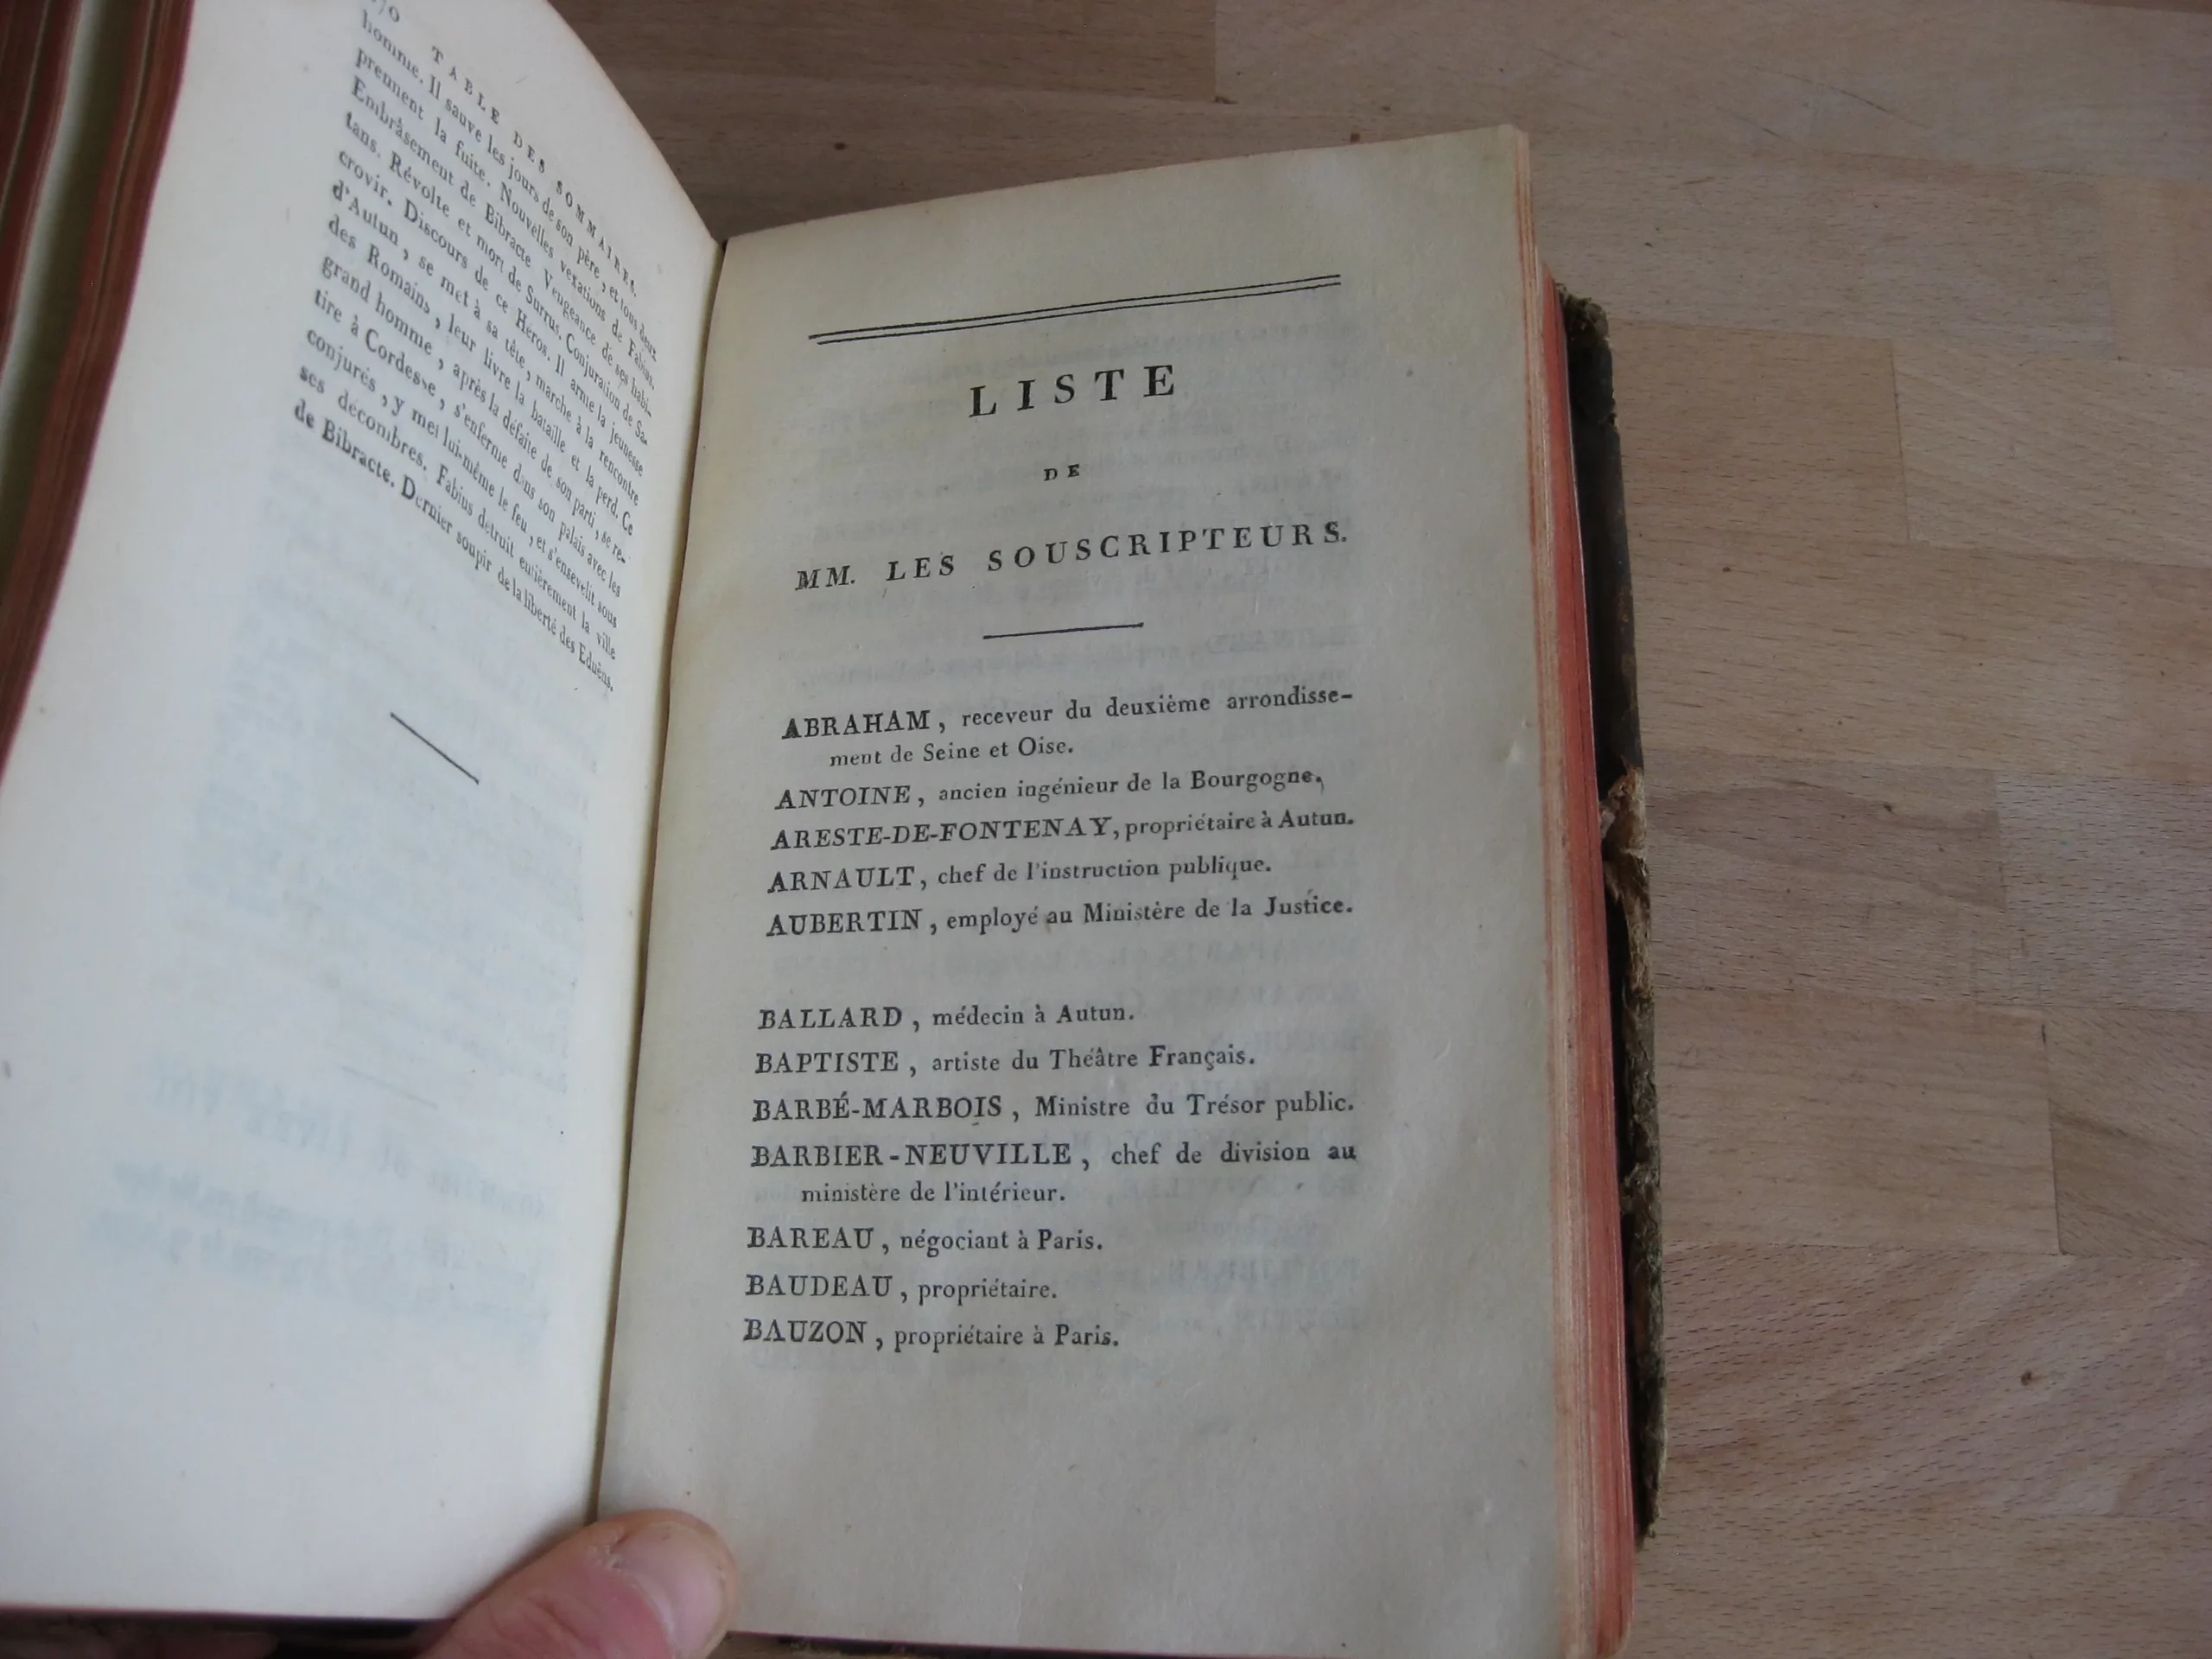 TABLE DES SOMMAIRES.
homme. Il sauve les jours de son père, et tous deux
prennent la fuite. Nouvelles vexations de Fabius.
Embrâsement de Bibracte Vengeance de ses habi-
tans. Révolte et mort de Surrus. Conjuration de Sa-
crovir. Discours de ce Héros. Il arme la jeunesse
d'Autun, se met à sa tête, marche à la rencontre
des Romains, leur livre la bataille et la perd. Ce
grand homme, après la défaite de son parti, se re-
tire à Cordesse, s'enferme dans son palais avec les
conjurés, y met lui-même le feu, et s'ensevelit sous
ses décombres. Fabius detruit entièrement la ville
de Bibracte. Dernier soupir de la liberté des Eduêns.
LISTE
DE
MM. LES SOUSCRIPTEURS.
ABRAHAM, receveur du deuxième arrondisse-
ment de Seine et Oise.
ANTOINE, ancien ingénieur de la Bourgogne.
ARESTE-DE-FONTENAY, propriétaire à Autun.
ARNAULT, chef de l'instruction publique.
AUBERTIN, employé au Ministère de la Justice.
BALLARD, médecin à Autun.
BAPTISTE, artiste du Théâtre Français.
BARBÉ-MARBOIS, Ministre du Trésor public.
BARBIER-NEUVILLE, chef de division au
ministère de l'intérieur.
BAREAU, négociant à Paris.
BAUDEAU, propriétaire.
BAUZON, propriétaire à Paris.